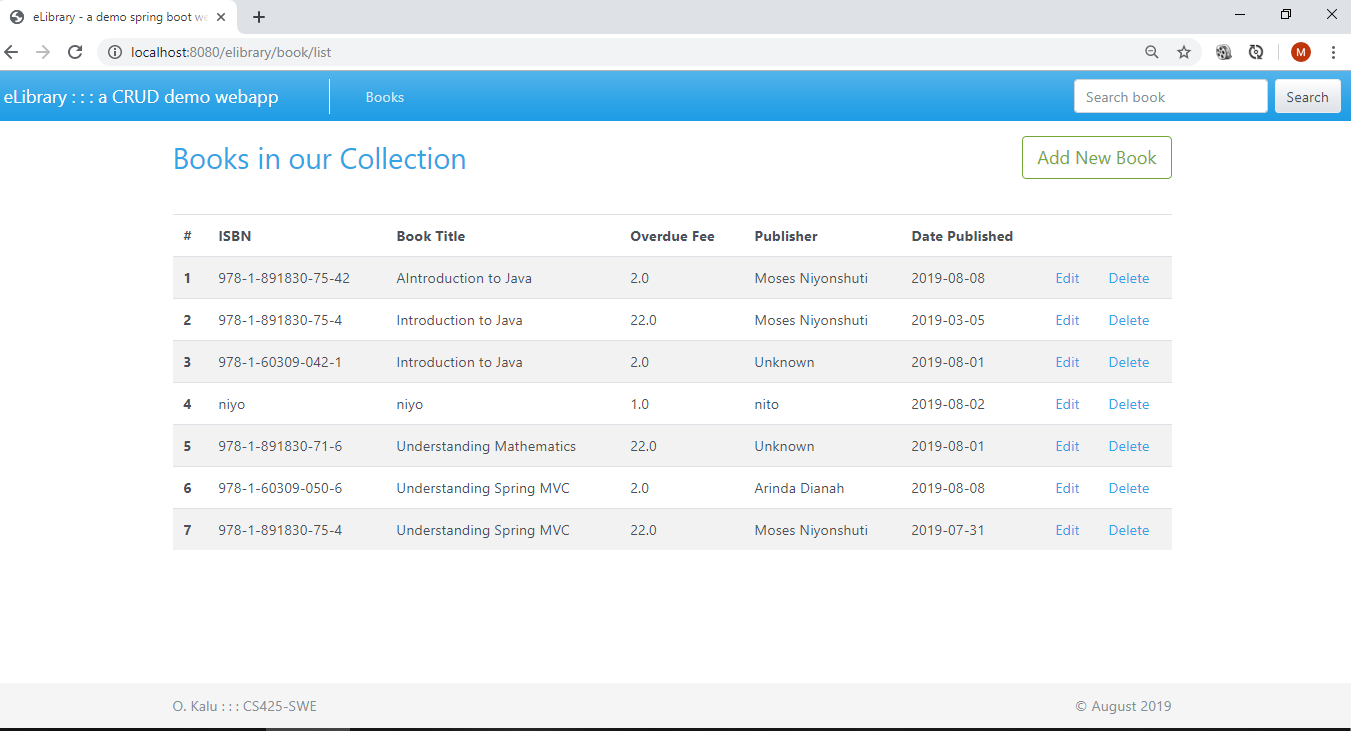 eLibrary - a demo spring boot we
localhost:8080/elibrary/book/list
M
eLibrary : : : a CRUD demo webapp Books Search book Search
Books in our Collection Add New Book
# ISBN Book Title Overdue Fee Publisher Date Published
1 978-1-891830-75-42 AIntroduction to Java 2.0 Moses Niyonshuti 2019-08-08 Edit Delete
2 978-1-891830-75-4 Introduction to Java 22.0 Moses Niyonshuti 2019-03-05 Edit Delete
3 978-1-60309-042-1 Introduction to Java 2.0 Unknown 2019-08-01 Edit Delete
4 niyo niyo 1.0 nito 2019-08-02 Edit Delete
5 978-1-891830-71-6 Understanding Mathematics 22.0 Unknown 2019-08-01 Edit Delete
6 978-1-60309-050-6 Understanding Spring MVC 2.0 Arinda Dianah 2019-08-08 Edit Delete
7 978-1-891830-75-4 Understanding Spring MVC 22.0 Moses Niyonshuti 2019-07-31 Edit Delete
O. Kalu : : : CS425-SWE © August 2019